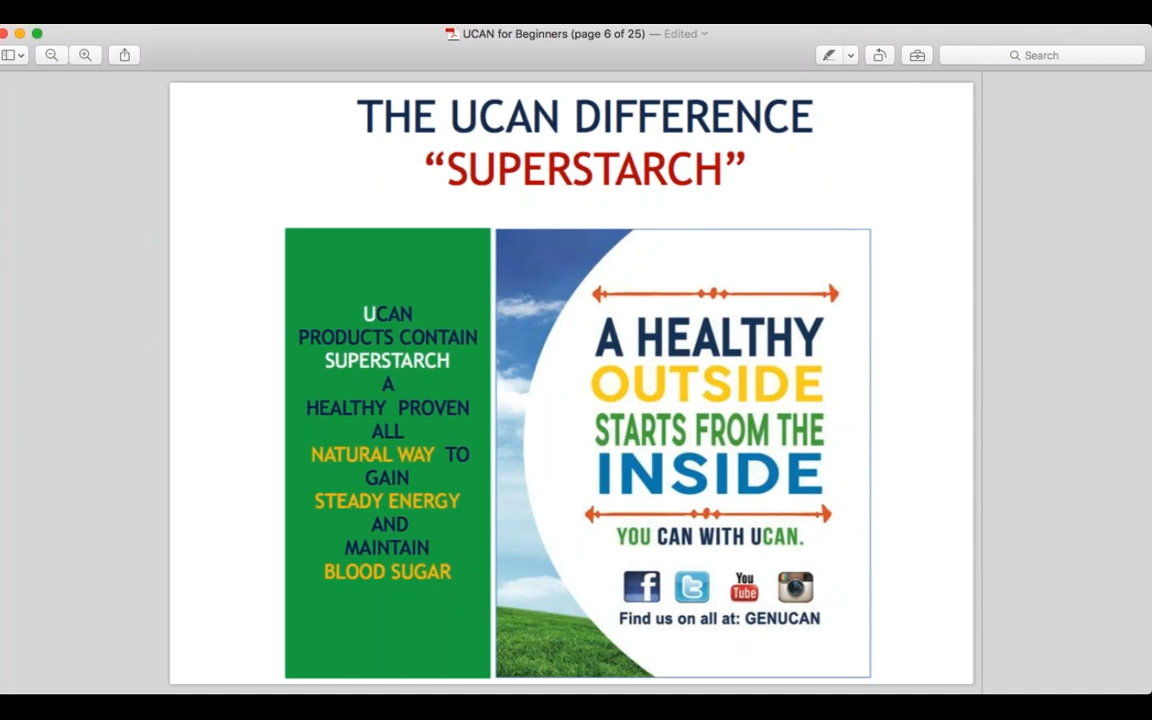 UCAN for Beginners (page 6 of 25) — Edited
Search
THE UCAN DIFFERENCE
“SUPERSTARCH”
UCAN
PRODUCTS CONTAIN
SUPERSTARCH
A
HEALTHY PROVEN
ALL
NATURAL WAY TO
GAIN
STEADY ENERGY
AND
MAINTAIN
BLOOD SUGAR
A HEALTHY
OUTSIDE
STARTS FROM THE
INSIDE
YOU CAN WITH UCAN.
You
Tube
Find us on all at: GENUCAN